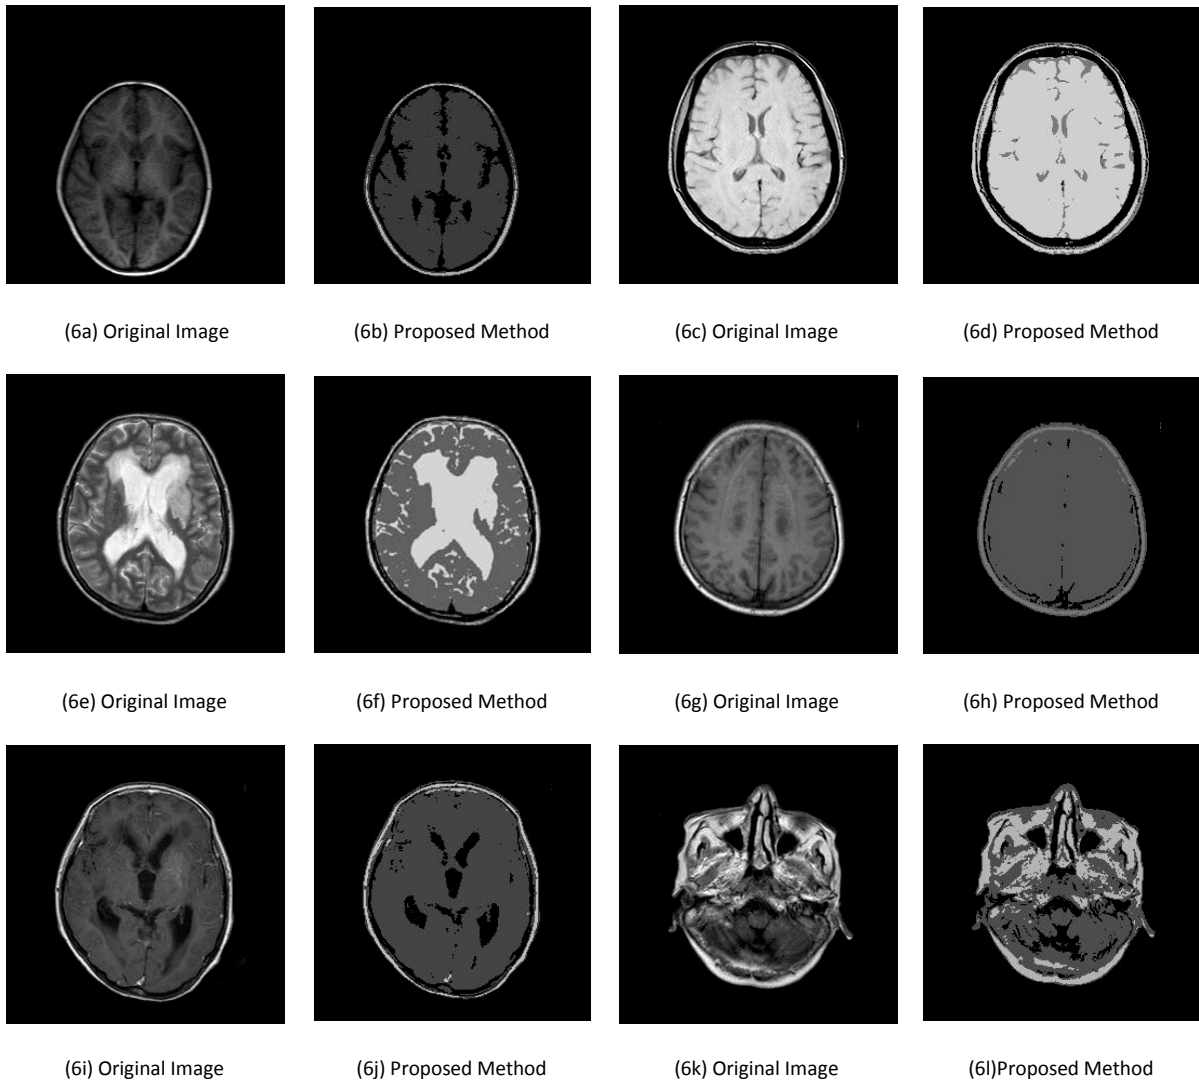 (6a) Original Image
(6b) Proposed Method
(6c) Original Image
(6d) Proposed Method
(6e) Original Image
(6f) Proposed Method
(6g) Original Image
(6h) Proposed Method
(6i) Original Image
(6j) Proposed Method
(6k) Original Image
(6l)Proposed Method